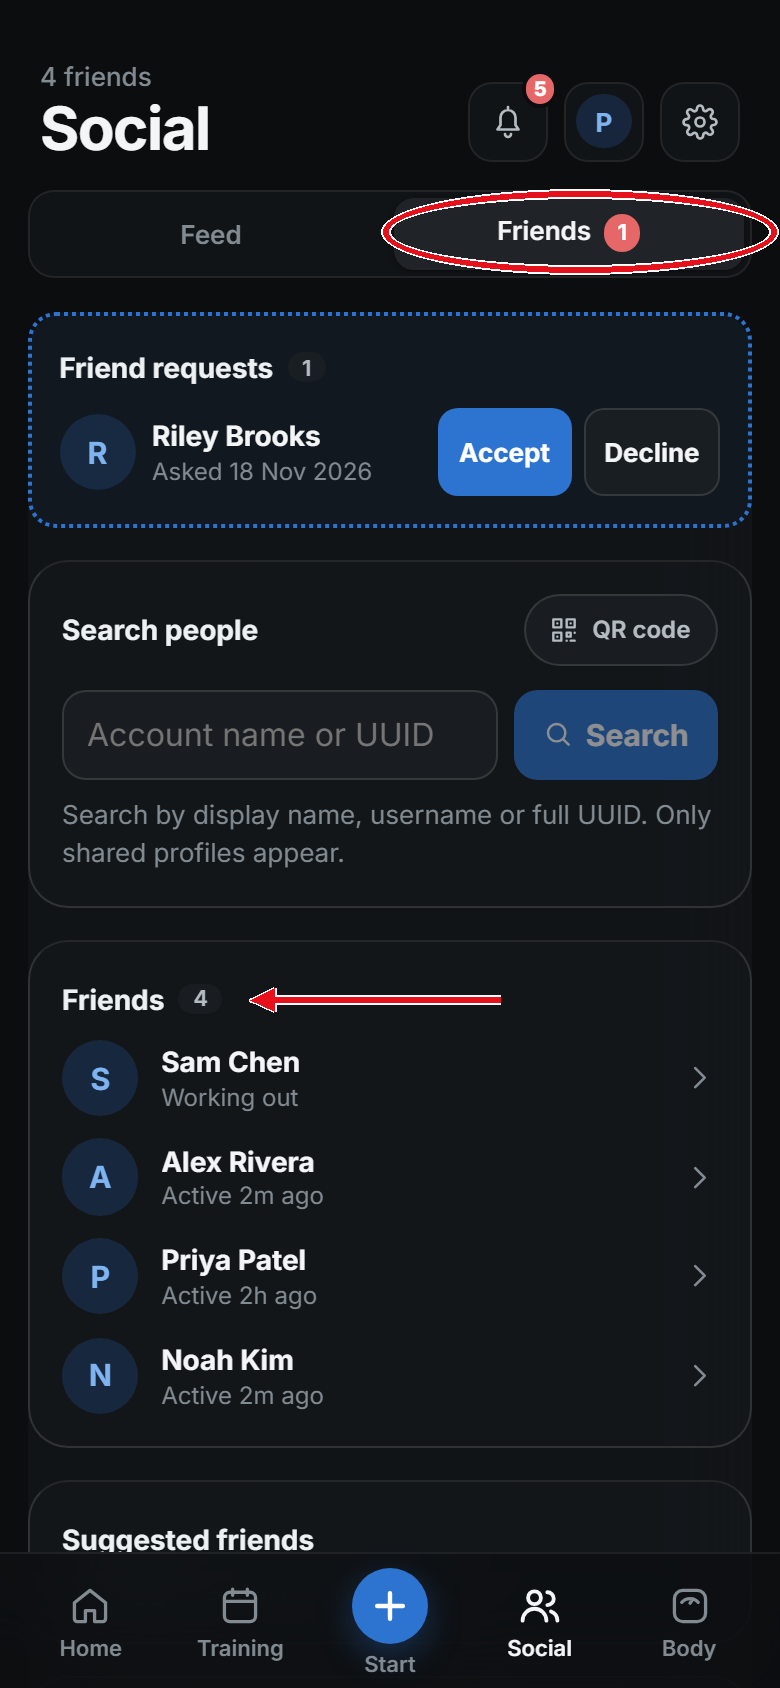 4 friends
Social
5
P
Feed
Friends 1
Friend requests 1
R
Riley Brooks
Asked 18 Nov 2026
Accept
Decline
Search people
QR code
Account name or UUID
Search
Search by display name, username or full UUID. Only
shared profiles appear.
Friends 4
S
Sam Chen
Working out
A
Alex Rivera
Active 2m ago
P
Priya Patel
Active 2h ago
N
Noah Kim
Active 2m ago
Suggested friends
Home
Training
Start
Social
Body